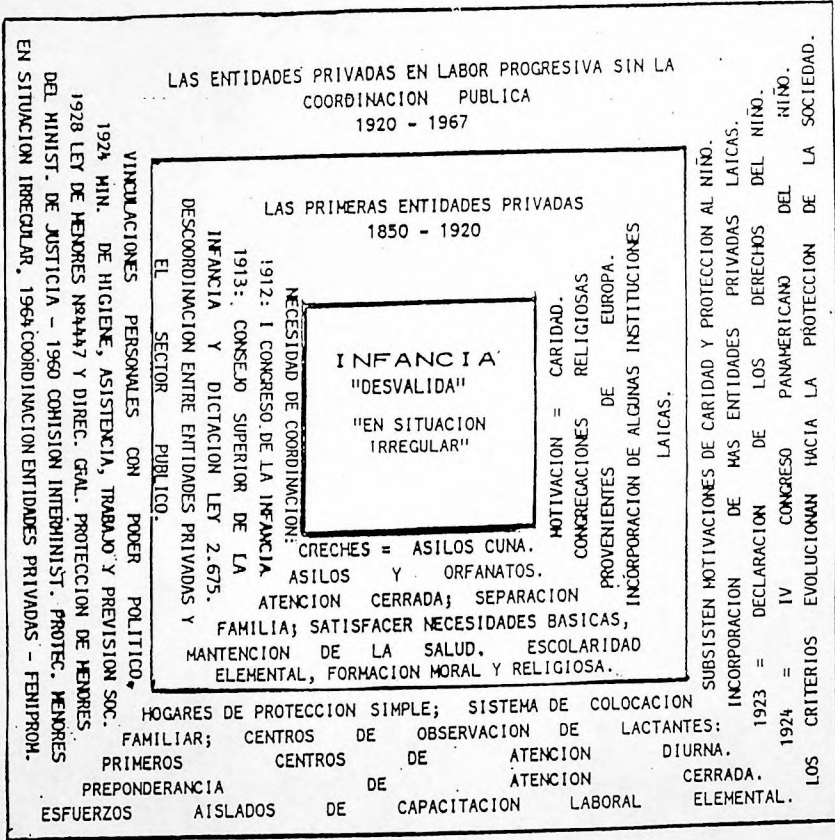 LAS ENTIDADES PRIVADAS EN LABOR PROGRESIVA SIN LA
COORDINACION PUBLICA
1920 - 1967
VINCULACIONES PERSONALES CON PODER POLITICO,
1924 MIN. DE HIGIENE, ASISTENCIA, TRABAJO Y PREVISION SOC.
1928 LEY DE MENORES Nº4447 Y DIREC. GRAL. PROTECCION DE MENORES
DEL MINIST. DE JUSTICIA - 1960 COMISION INTERMINIST. PROTEC. MENORES
EN SITUACION IRREGULAR. 1964 COORDINACION ENTIDADES PRIVADAS - FENIPROM.
SUBSISTEN MOTIVACIONES DE CARIDAD Y PROTECCION AL NIÑO.
INCORPORACION DE MAS ENTIDADES PRIVADAS LAICAS.
1923 = DECLARACION DE LOS DERECHOS DEL NIÑO.
1924 = IV CONGRESO PANAMERICANO DEL NIÑO.
LOS CRITERIOS EVOLUCIONAN HACIA LA PROTECCION DE LA SOCIEDAD.
HOGARES DE PROTECCION SIMPLE; SISTEMA DE COLOCACION
FAMILIAR; CENTROS DE OBSERVACION DE LACTANTES:
PRIMEROS CENTROS DE ATENCION DIURNA.
PREPONDERANCIA DE ATENCION CERRADA.
ESFUERZOS AISLADOS DE CAPACITACION LABORAL ELEMENTAL.
LAS PRIMERAS ENTIDADES PRIVADAS
1850 - 1920
NECESIDAD DE COORDINACION:
1912: I CONGRESO DE LA INFANCIA
1913: CONSEJO SUPERIOR DE LA
INFANCIA Y DICTACION LEY 2.675.
DESCOORDINACION ENTRE ENTIDADES PRIVADAS Y
EL SECTOR PUBLICO.
MOTIVACION = CARIDAD.
CONGREGACIONES RELIGIOSAS
PROVENIENTES DE EUROPA.
INCORPORACION DE ALGUNAS INSTITUCIONES
LAICAS.
CRECHES = ASILOS CUNA.
ASILOS Y ORFANATOS.
ATENCION CERRADA; SEPARACION
FAMILIA; SATISFACER NECESIDADES BASICAS,
MANTENCION DE LA SALUD. ESCOLARIDAD
ELEMENTAL, FORMACION MORAL Y RELIGIOSA.
INFANCIA
"DESVALIDA"
"EN SITUACION
IRREGULAR"